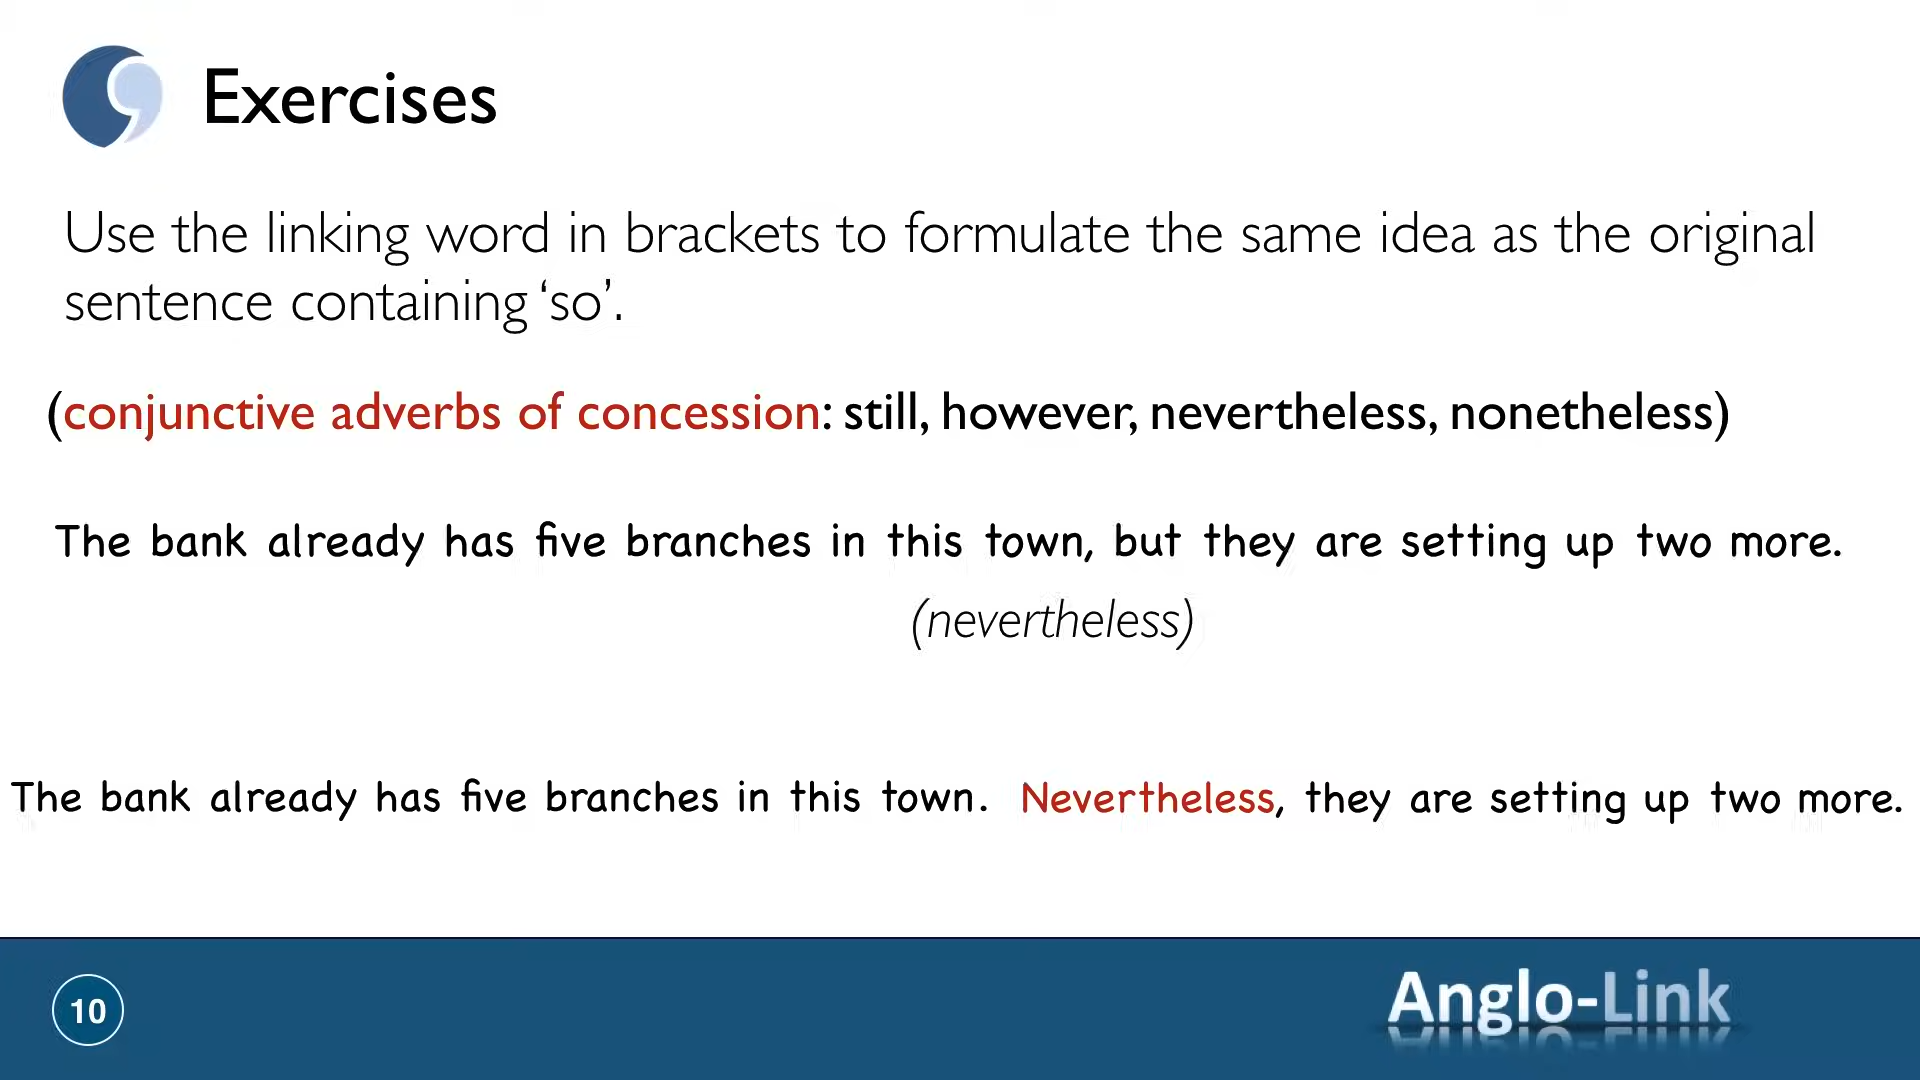 Exercises
Use the linking word in brackets to formulate the same idea as the original
sentence containing ‘so’.
(conjunctive adverbs of concession: still, however, nevertheless, nonetheless)
The bank already has five branches in this town, but they are setting up two more.
(nevertheless)
The bank already has five branches in this town. Nevertheless, they are setting up two more.
10
Anglo-Link